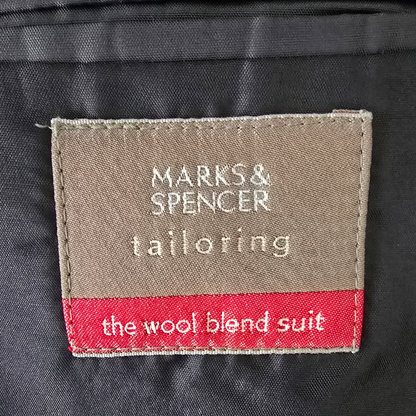 MARKS &
SPENCER
tailoring
the wool blend suit